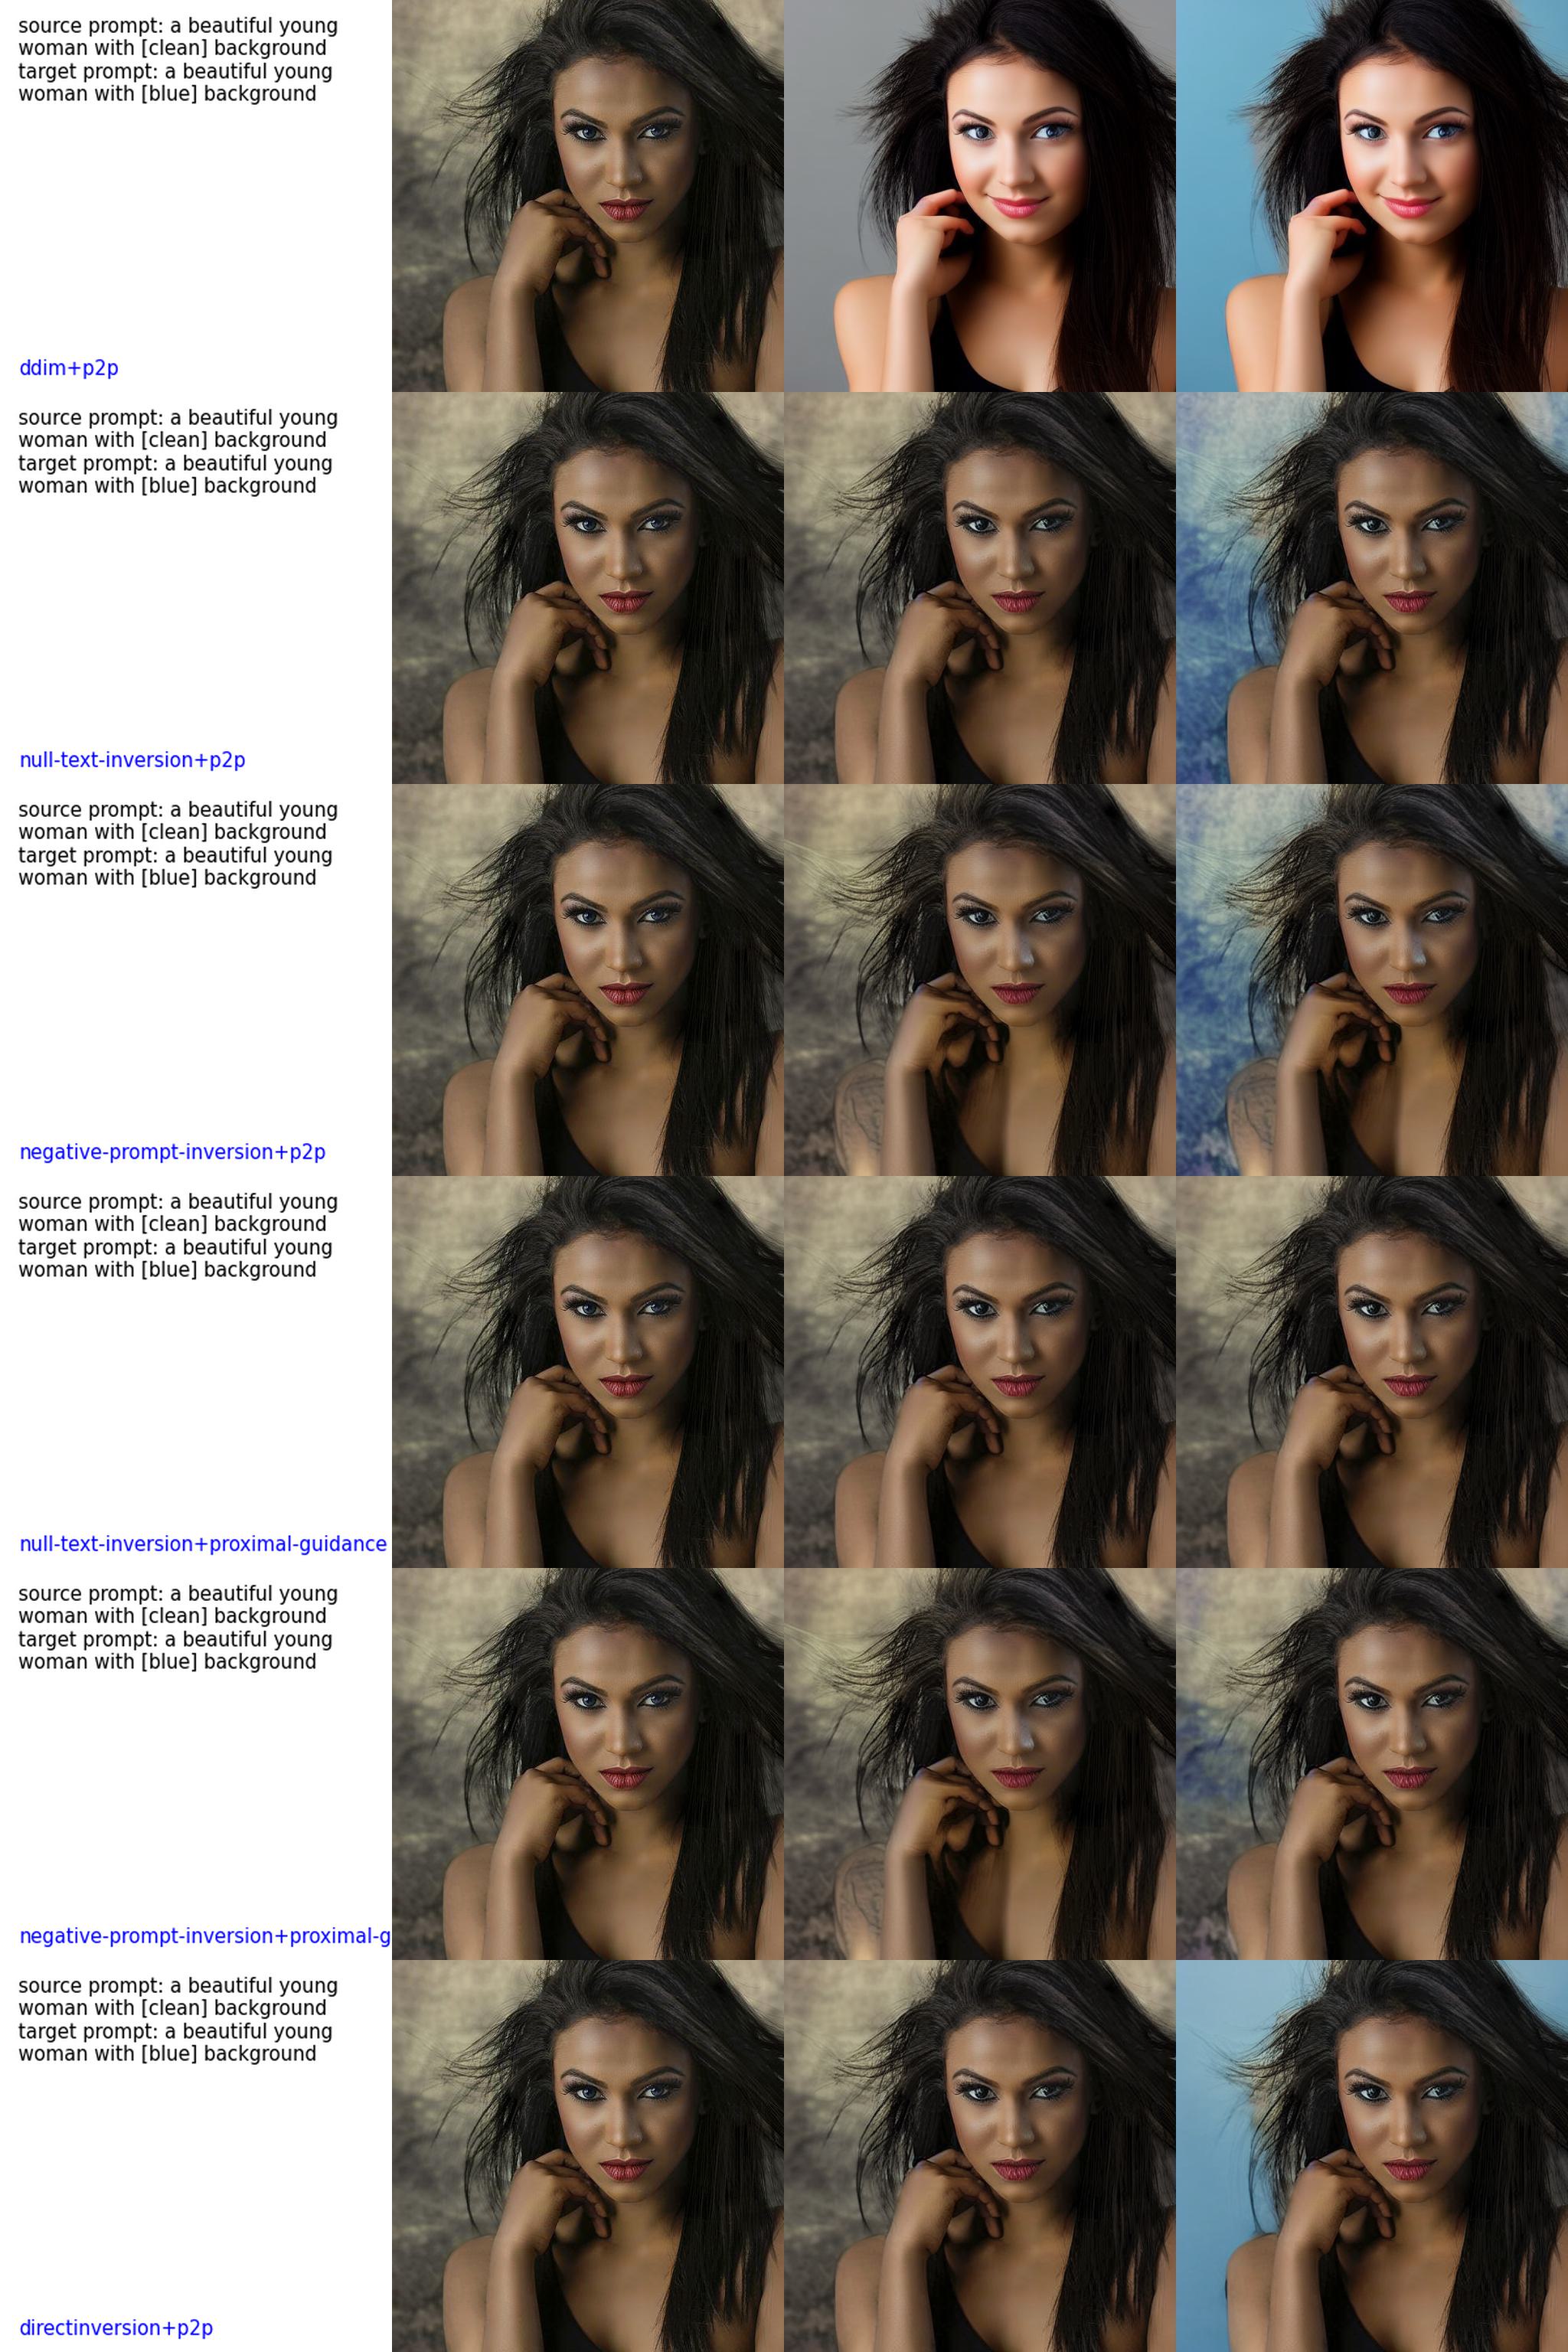 source prompt: a beautiful young
woman with [clean] background
target prompt: a beautiful young
woman with [blue] background
ddim+p2p
source prompt: a beautiful young
woman with [clean] background
target prompt: a beautiful young
woman with [blue] background
null-text-inversion+p2p
source prompt: a beautiful young
woman with [clean] background
target prompt: a beautiful young
woman with [blue] background
negative-prompt-inversion+p2p
source prompt: a beautiful young
woman with [clean] background
target prompt: a beautiful young
woman with [blue] background
null-text-inversion+proximal-guidance
source prompt: a beautiful young
woman with [clean] background
target prompt: a beautiful young
woman with [blue] background
negative-prompt-inversion+proximal-g
source prompt: a beautiful young
woman with [clean] background
target prompt: a beautiful young
woman with [blue] background
directinversion+p2p